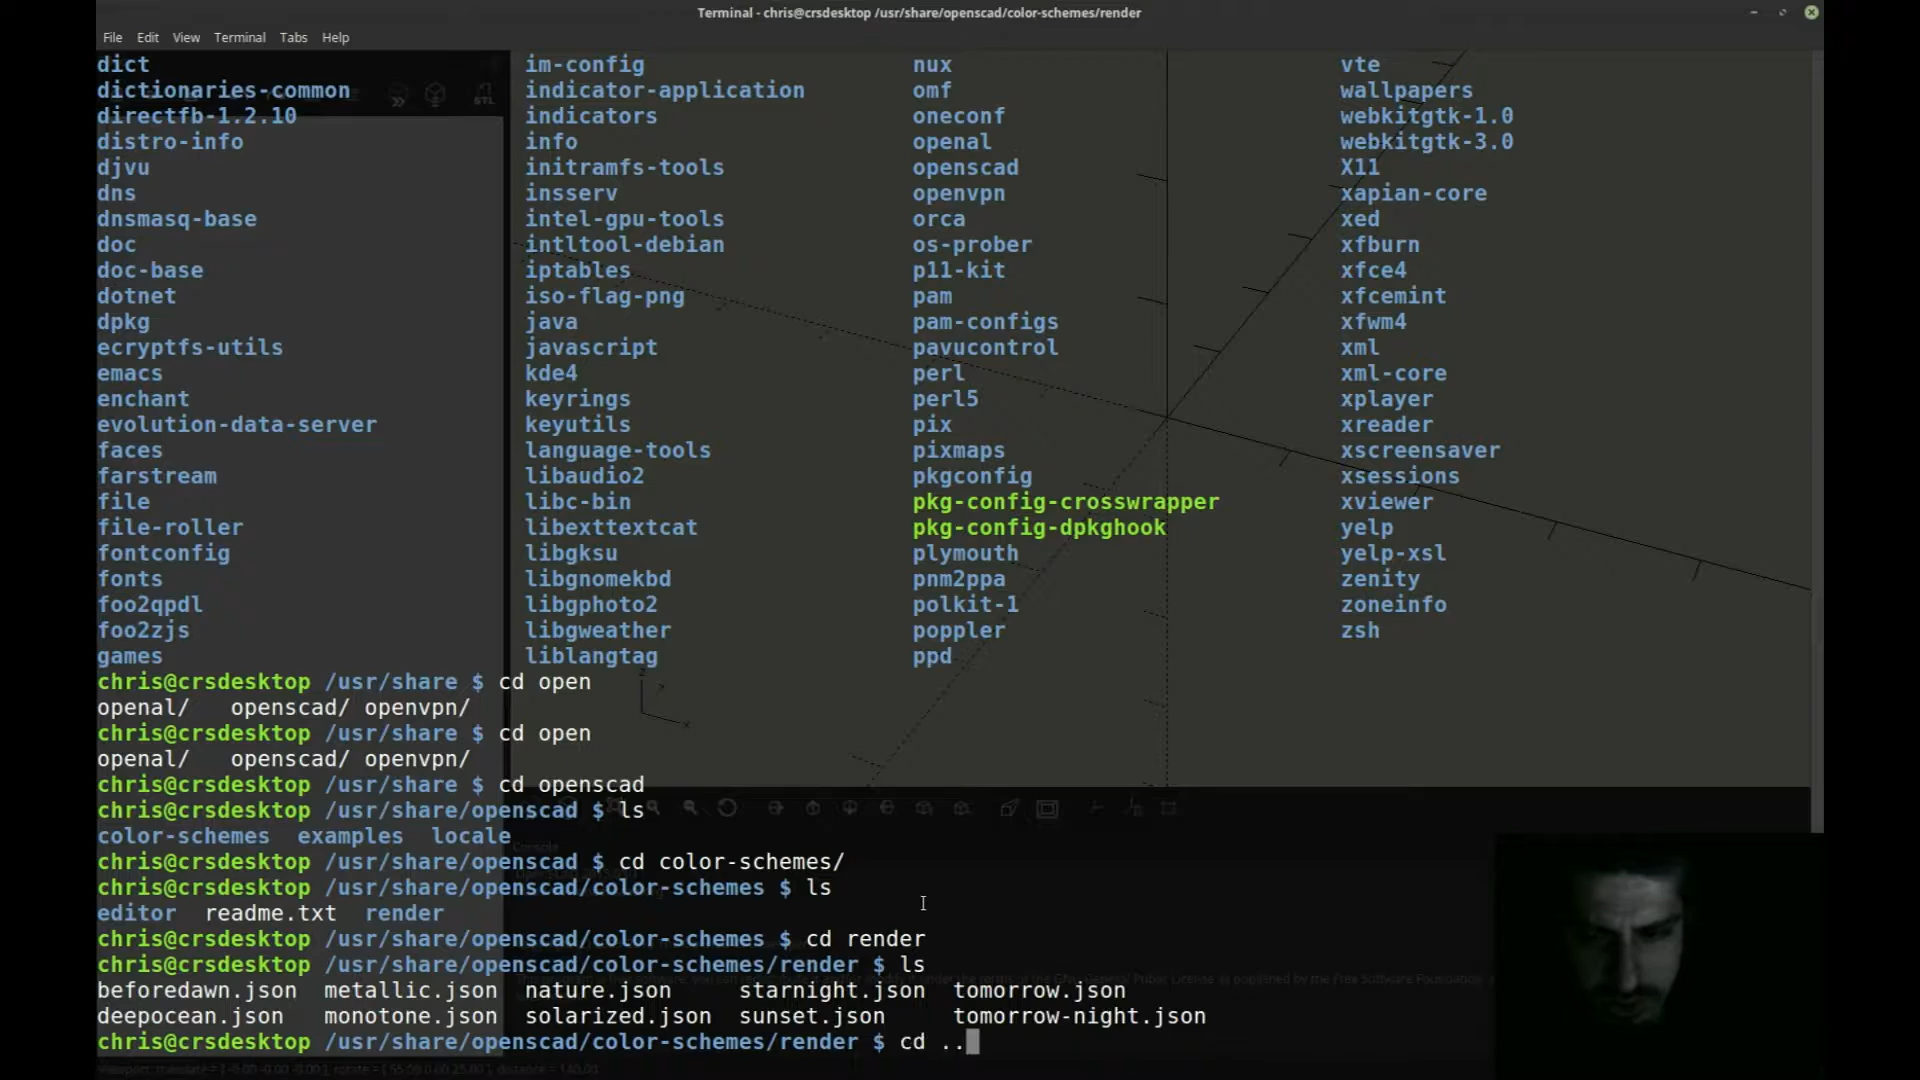 Terminal - chris@crsdesktop /usr/share/openscad/color-schemes/render
File Edit View Terminal Tabs Help
dict im-config nux vte
dictionaries-common indicator-application omf wallpapers
directfb-1.2.10 indicators oneconf webkitgtk-1.0
distro-info info openal webkitgtk-3.0
djvu initramfs-tools openscad X11
dns insserv openvpn xapian-core
dnsmasq-base intel-gpu-tools orca xed
doc intltool-debian os-prober xfburn
doc-base iptables p11-kit xfce4
dotnet iso-flag-png pam xfcemint
dpkg java pam-configs xfwm4
ecryptfs-utils javascript pavucontrol xml
emacs kde4 perl xml-core
enchant keyrings perl5 xplayer
evolution-data-server keyutils pix xreader
faces language-tools pixmaps xscreensaver
farstream libaudio2 pkgconfig xsessions
file libc-bin pkg-config-crosswrapper xviewer
file-roller libexttextcat pkg-config-dpkghook yelp
fontconfig libgksu plymouth yelp-xsl
fonts libgnomekbd pnm2ppa zenity
foo2qpdl libgphoto2 polkit-1 zoneinfo
foo2zjs libgweather poppler zsh
games liblangtag ppd
chris@crsdesktop /usr/share $ cd open
openal/ openscad/ openvpn/
chris@crsdesktop /usr/share $ cd open
openal/ openscad/ openvpn/
chris@crsdesktop /usr/share $ cd openscad
chris@crsdesktop /usr/share/openscad $ ls
color-schemes examples locale
chris@crsdesktop /usr/share/openscad $ cd color-schemes/
chris@crsdesktop /usr/share/openscad/color-schemes $ ls
editor readme.txt render
chris@crsdesktop /usr/share/openscad/color-schemes $ cd render
chris@crsdesktop /usr/share/openscad/color-schemes/render $ ls
beforedawn.json metallic.json nature.json starnight.json tomorrow.json
deepocean.json monotone.json solarized.json sunset.json tomorrow-night.json
chris@crsdesktop /usr/share/openscad/color-schemes/render $ cd ..